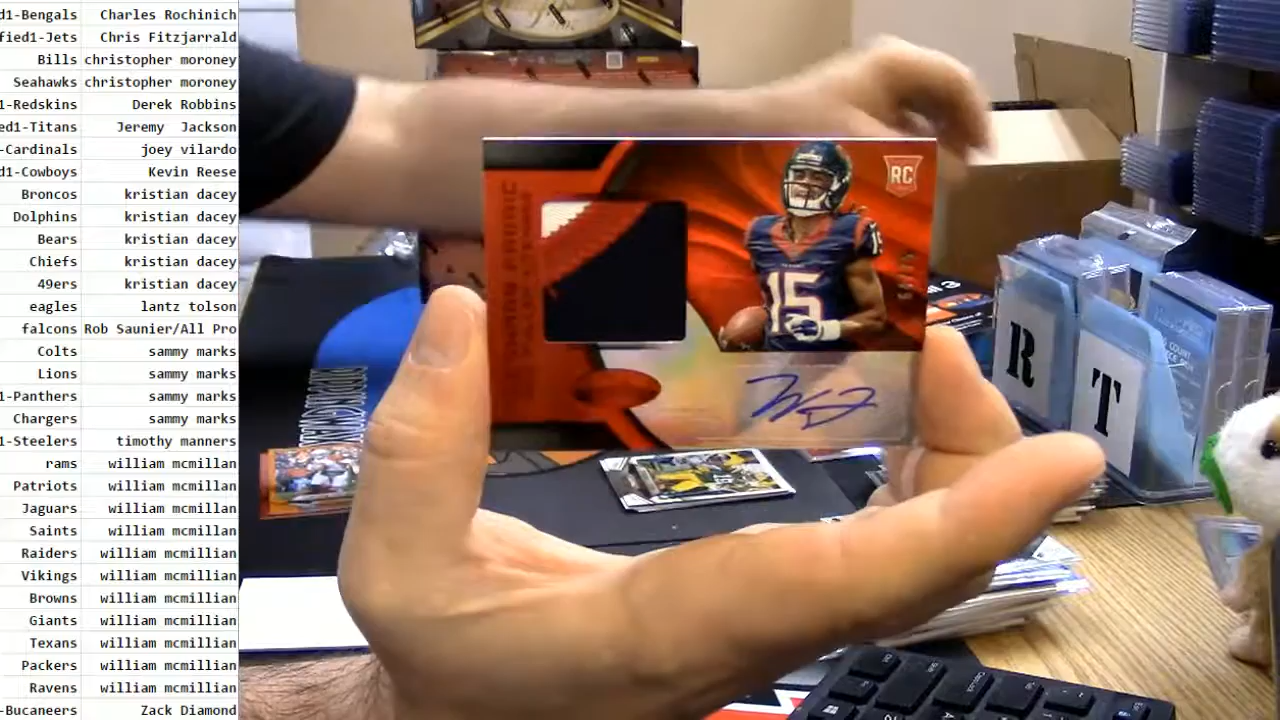 d1-Bengals Charles Rochinich
fied1-Jets Chris Fitzjarrald
Bills christopher moroney
Seahawks christopher moroney
1-Redskins Derek Robbins
ed1-Titans Jeremy Jackson
-Cardinals joey vilardo
d1-Cowboys Kevin Reese
Broncos kristian dacey
Dolphins kristian dacey
Bears kristian dacey
Chiefs kristian dacey
49ers kristian dacey
eagles lantz tolson
falcons Rob Saunier/All Pro
Colts sammy marks
Lions sammy marks
1-Panthers sammy marks
Chargers sammy marks
1-Steelers timothy manners
rams william mcmillan
Patriots william mcmillan
Jaguars william mcmillan
Saints william mcmillan
Raiders william mcmillian
Vikings william mcmillian
Browns william mcmillian
Giants william mcmillian
Texans william mcmillian
Packers william mcmillian
Ravens william mcmillian
-Bucaneers Zack Diamond
RC
15
15
R
T